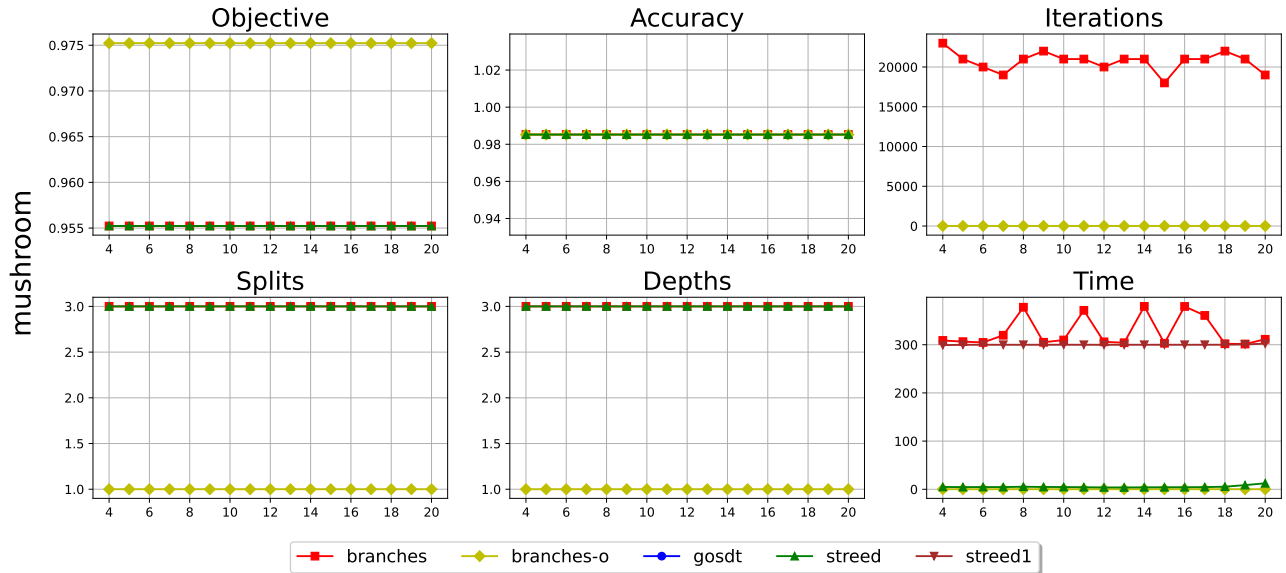 mushroom
Objective
0.975
0.970
0.965
0.960
0.955
4 6 8 10 12 14 16 18 20
Accuracy
1.02
1.00
0.98
0.96
0.94
4 6 8 10 12 14 16 18 20
Iterations
20000
15000
10000
5000
0
4 6 8 10 12 14 16 18 20
Splits
3.0
2.5
2.0
1.5
1.0
4 6 8 10 12 14 16 18 20
Depths
3.0
2.5
2.0
1.5
1.0
4 6 8 10 12 14 16 18 20
Time
300
200
100
0
4 6 8 10 12 14 16 18 20
branches branches-o gosdt streed streed1